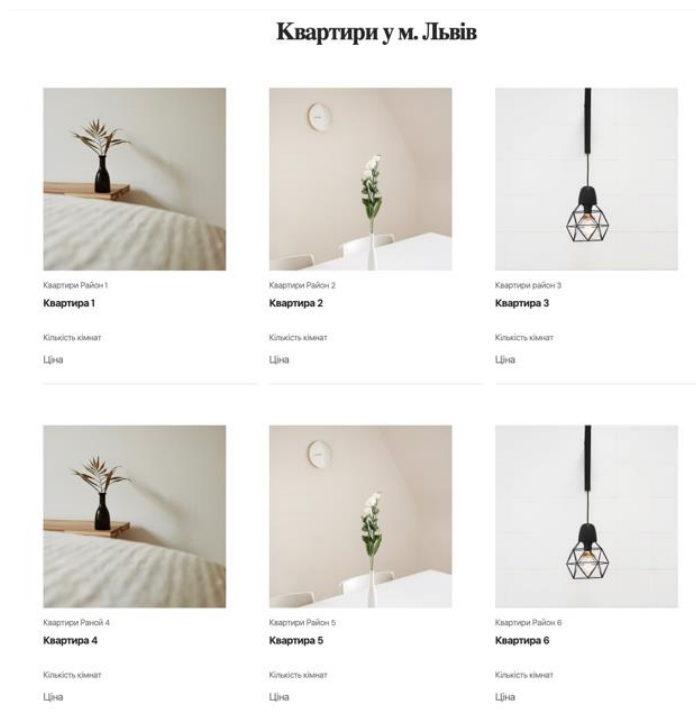 Квартири у м. Львів
Квартири Район 1
Квартира 1
Кількість кімнат
Ціна
Квартири Район 2
Квартира 2
Кількість кімнат
Ціна
Квартири район 3
Квартира 3
Кількість кімнат
Ціна
Квартири Раной 4
Квартира 4
Кількість кімнат
Ціна
Квартири Район 5
Квартира 5
Кількість кімнат
Ціна
Квартири Район 6
Квартира 6
Кількість кімнат
Ціна